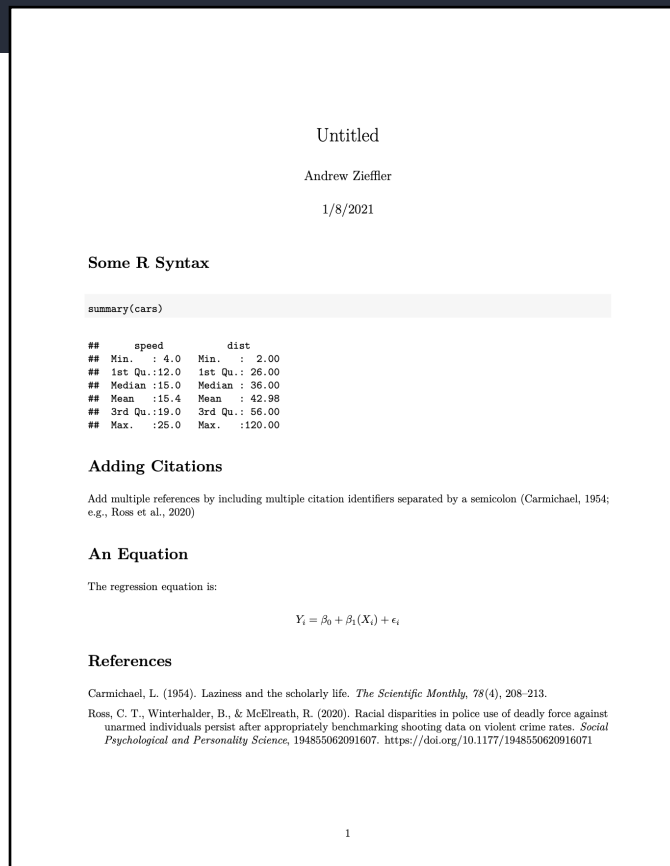 Untitled
Andrew Zieffler
1/8/2021
Some R Syntax
summary(cars)
##      speed           dist
##  Min.   : 4.0   Min.   :  2.00
##  1st Qu.:12.0   1st Qu.: 26.00
##  Median :15.0   Median : 36.00
##  Mean   :15.4   Mean   : 42.98
##  3rd Qu.:19.0   3rd Qu.: 56.00
##  Max.   :25.0   Max.   :120.00
Adding Citations
Add multiple references by including multiple citation identifiers separated by a semicolon (Carmichael, 1954;
e.g., Ross et al., 2020)
An Equation
The regression equation is:
Yᵢ = β₀ + β₁(Xᵢ) + ϵᵢ
References
Carmichael, L. (1954). Laziness and the scholarly life. The Scientific Monthly, 78(4), 208–213.
Ross, C. T., Winterhalder, B., & McElreath, R. (2020). Racial disparities in police use of deadly force against
unarmed individuals persist after appropriately benchmarking shooting data on violent crime rates. Social
Psychological and Personality Science, 194855062091607. https://doi.org/10.1177/1948550620916071
1